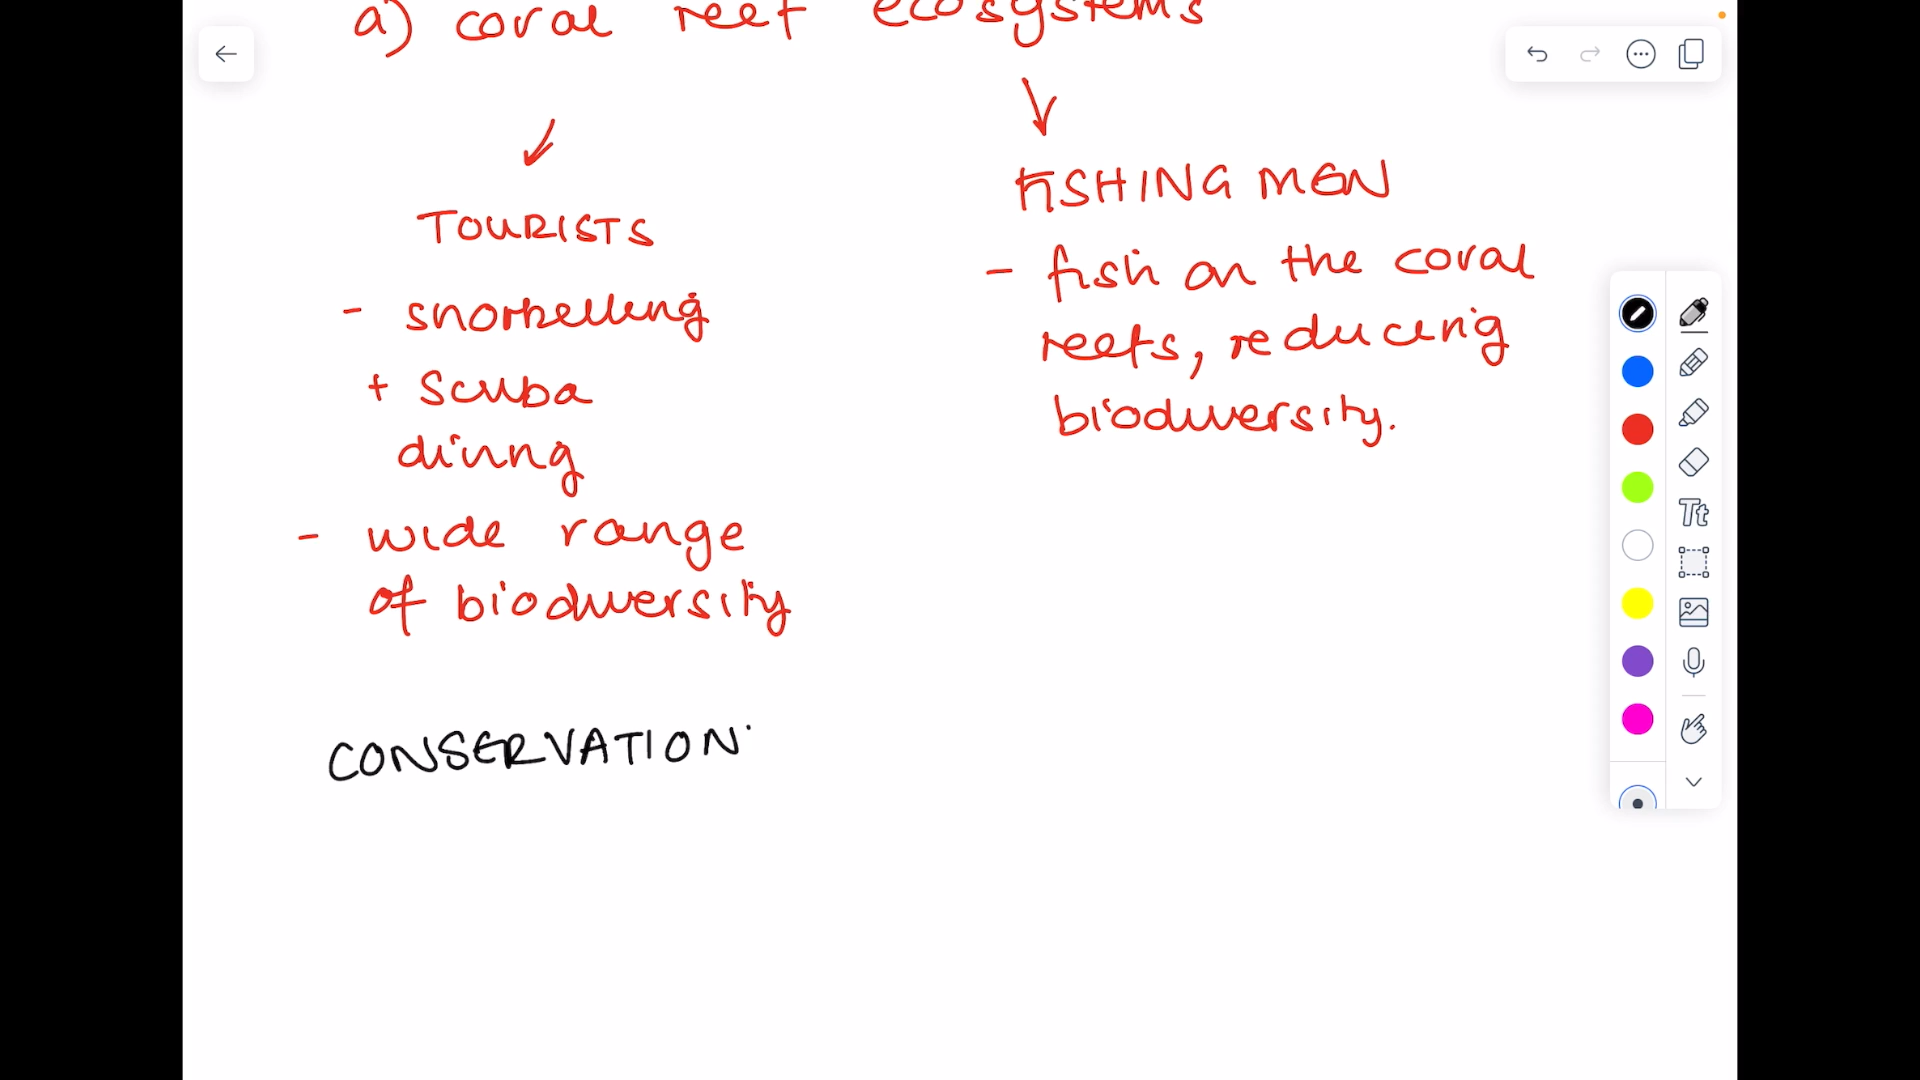 a) coral reef ecosystems
TOURISTS
- snorkelling
+ scuba
diving
- wide range
of biodiversity
FISHING MEN
- fish on the coral
reefs, reducing
biodiversity.
CONSERVATION
Tt